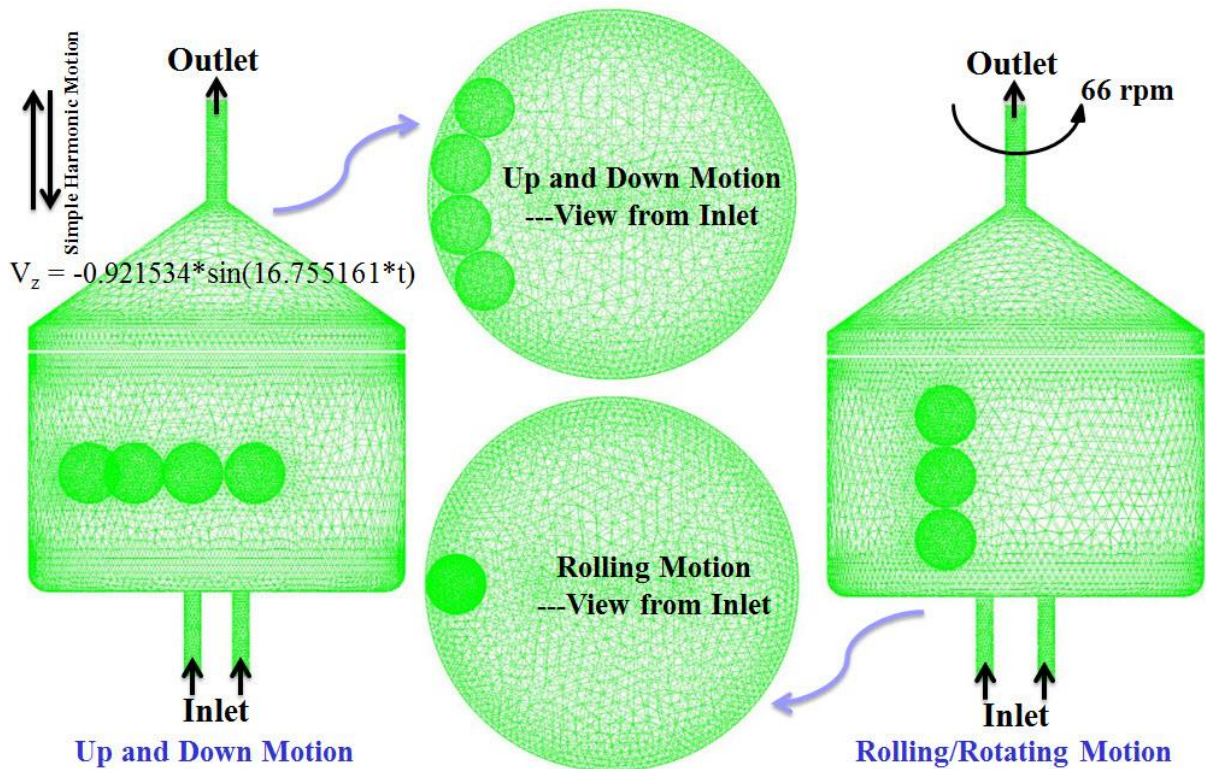 Outlet
Simple Harmonic Motion
V_z = -0.921534*sin(16.755161*t)
Inlet
Up and Down Motion
Up and Down Motion
---View from Inlet
Rolling Motion
---View from Inlet
Outlet
66 rpm
Inlet
Rolling/Rotating Motion